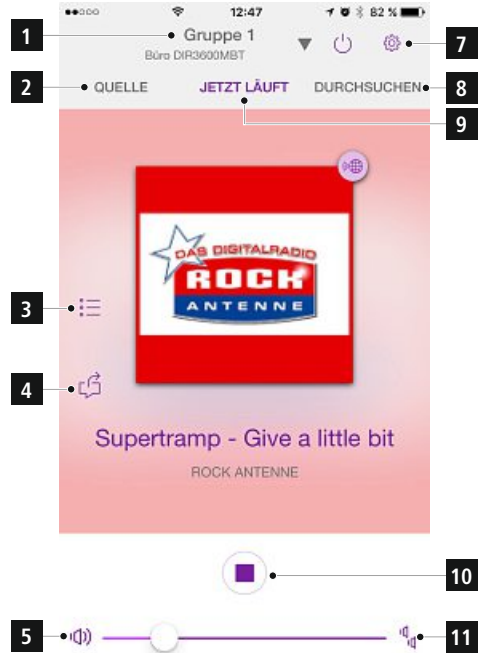 12:47
82 %
1
Gruppe 1
Büro DIR3600MBT
7
2
QUELLE
JETZT LÄUFT
DURCHSUCHEN
8
9
DAS DIGITALRADIO
ROCK
ANTENNE
3
4
Supertramp - Give a little bit
ROCK ANTENNE
10
5
11